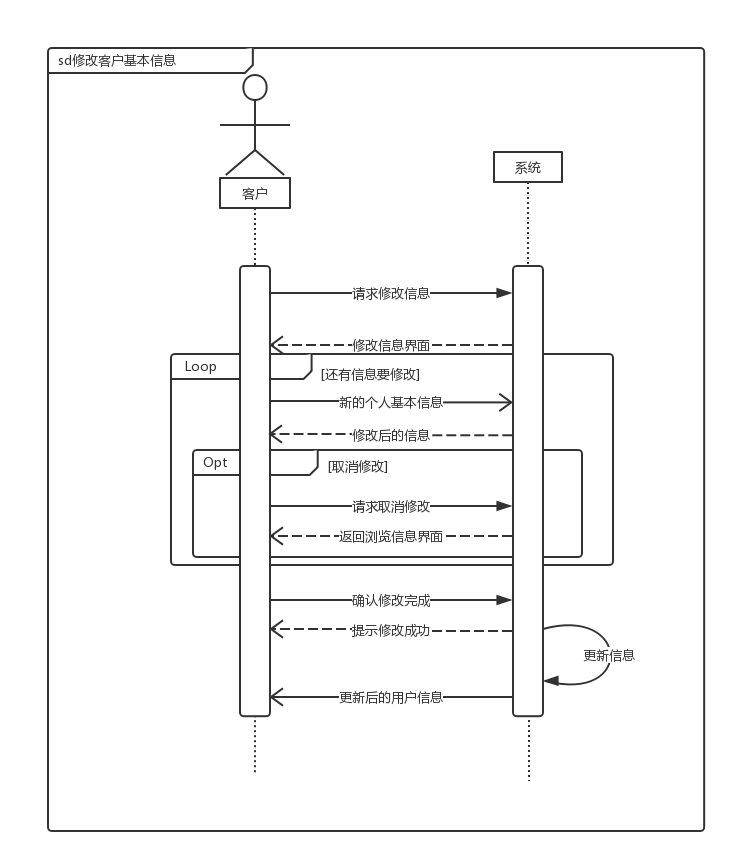 sd修改客户基本信息
客户
系统
请求修改信息
修改信息界面
Loop
[还有信息要修改]
新的个人基本信息
修改后的信息
Opt
[取消修改]
请求取消修改
返回浏览信息界面
确认修改完成
提示修改成功
更新信息
更新后的用户信息